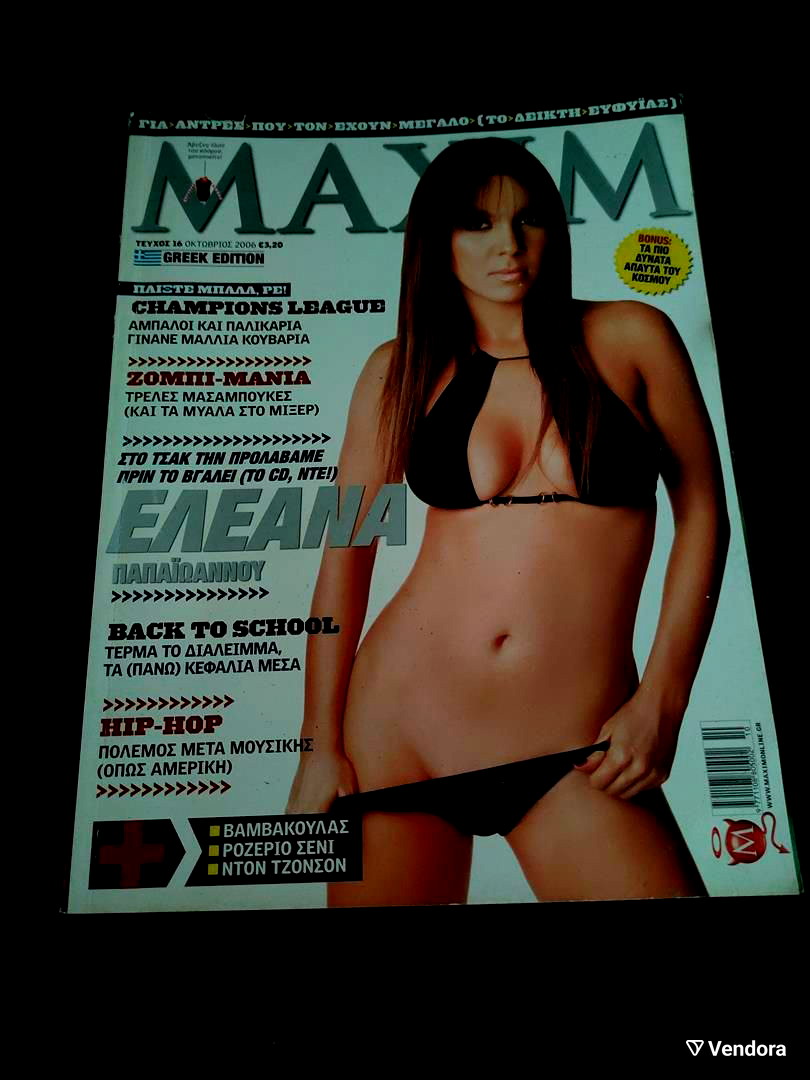 ΓΙΑ>ΑΝΤΡΕΣ>ΠΟΥ>ΤΟΝ>ΕΧΟΥΝ>ΜΕΓΑΛΟ>(ΤΟ>ΔΕΙΚΤΗ>ΕΥΦΥΪΑΣ)
MAXIM
ΤΕΥΧΟΣ 16 ΟΚΤΩΒΡΙΟΣ 2006 €3,20
GREEK EDITION
BONUS:
ΤΑ ΠΙΟ
ΔΥΝΑΤΑ
ΑΠΑΥΤΑ ΤΟΥ
ΚΟΣΜΟΥ
ΠΑΙΞΤΕ ΜΠΑΛΑ, ΡΕ!
CHAMPIONS LEAGUE
ΑΜΠΑΛΟΙ ΚΑΙ ΠΑΛΙΚΑΡΙΑ
ΓΙΝΑΝΕ ΜΑΛΛΙΑ ΚΟΥΒΑΡΙΑ
>>>>>>>>>>>>>>>>>>>
ΖΟΜΠΙ-ΜΑΝΙΑ
ΤΡΕΛΕΣ ΜΑΣΑΜΠΟΥΚΕΣ
(ΚΑΙ ΤΑ ΜΥΑΛΑ ΣΤΟ ΜΙΞΕΡ)
>>>>>>>>>>>>>>>>>>>>>
ΣΤΟ ΤΣΑΚ ΤΗΝ ΠΡΟΛΑΒΑΜΕ
ΠΡΙΝ ΤΟ ΒΓΑΛΕΙ (ΤΟ CD, ΝΤΕ!)
ΕΛΕΑΝΑ
ΠΑΠΑΪΩΑΝΝΟΥ
>>>>>>>>>>>>>>>>
BACK TO SCHOOL
ΤΕΡΜΑ ΤΟ ΔΙΑΛΕΙΜΜΑ,
ΤΑ (ΠΑΝΩ) ΚΕΦΑΛΙΑ ΜΕΣΑ
>>>>>>>>>>>>>
HIP-HOP
ΠΟΛΕΜΟΣ ΜΕΤΑ ΜΟΥΣΙΚΗΣ
(ΟΠΩΣ ΑΜΕΡΙΚΗ)
>>>>>>>>>>>>>
ΒΑΜΒΑΚΟΥΛΑΣ
ΡΟΖΕΡΙΟ ΣΕΝΙ
ΝΤΟΝ ΤΖΟΝΣΟΝ
10
WWW.MAXIMONLINE.GR
M
Vendora